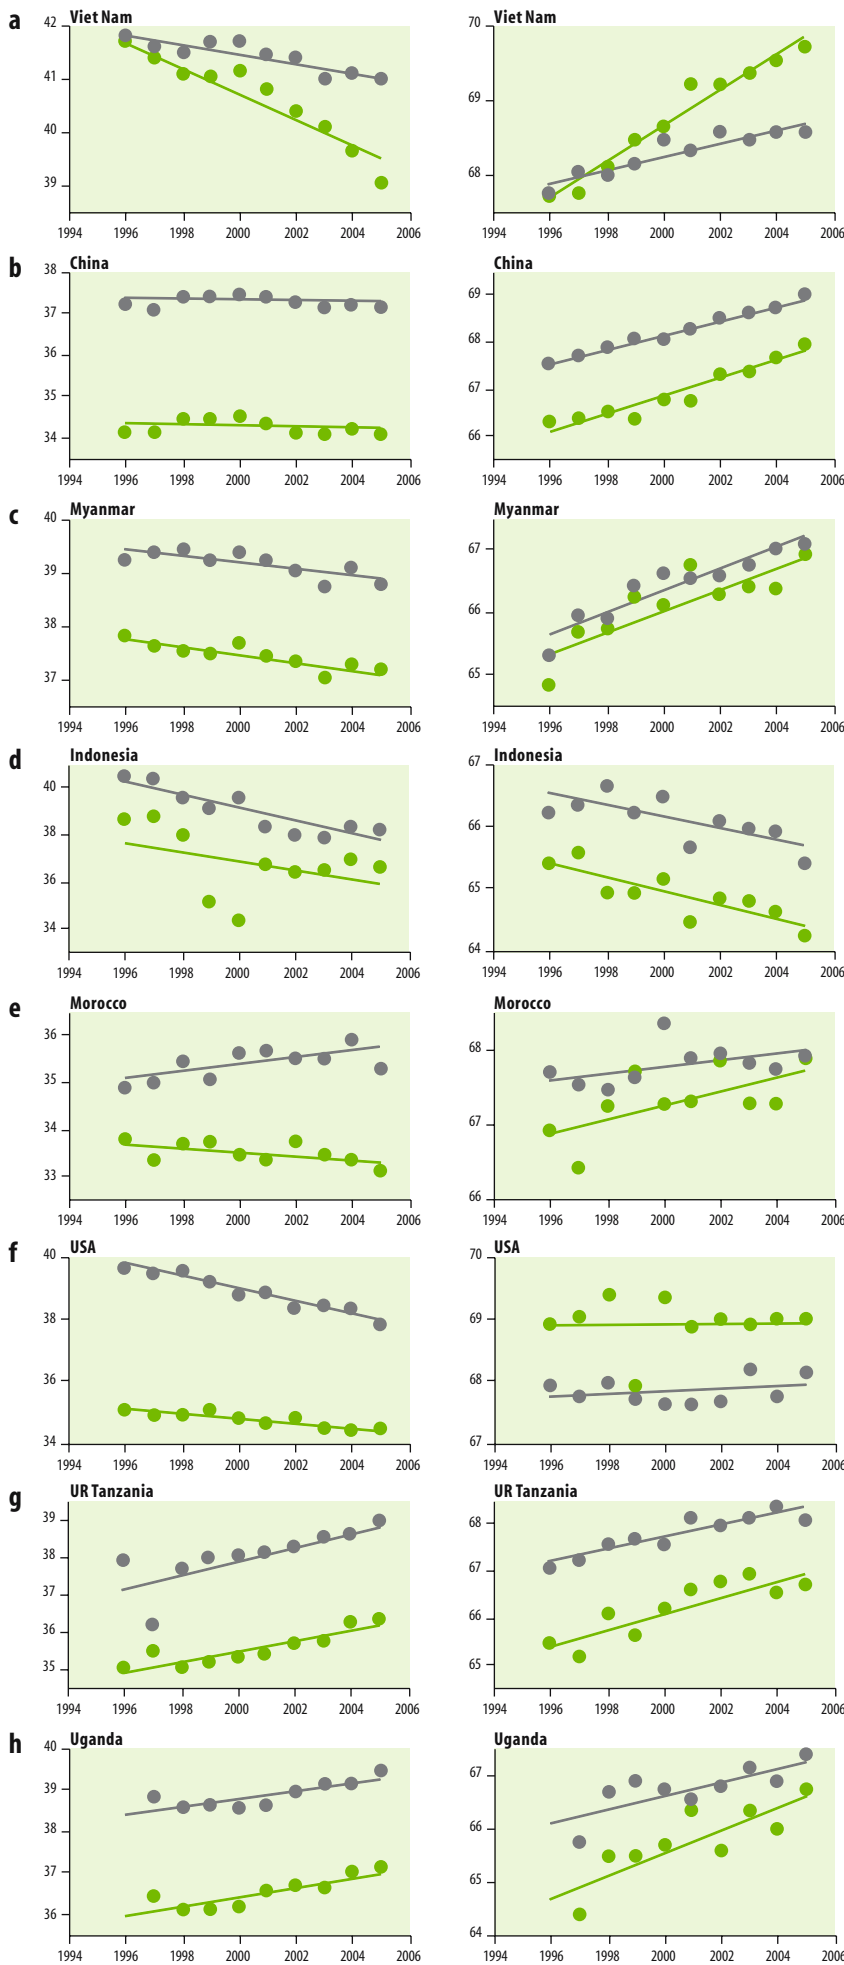 a Viet Nam Viet Nam
42 70
41 69
40 68
39
1994 1996 1998 2000 2002 2004 2006 1994 1996 1998 2000 2002 2004 2006
b China China
38 69
37 68
36 67
35 66
34
1994 1996 1998 2000 2002 2004 2006 1994 1996 1998 2000 2002 2004 2006
c Myanmar Myanmar
40 67
39 66
38 65
37
1994 1996 1998 2000 2002 2004 2006 1994 1996 1998 2000 2002 2004 2006
d Indonesia Indonesia
40 67
38 66
36 65
34 64
1994 1996 1998 2000 2002 2004 2006 1994 1996 1998 2000 2002 2004 2006
e Morocco Morocco
36 68
35 67
34 66
33
1994 1996 1998 2000 2002 2004 2006 1994 1996 1998 2000 2002 2004 2006
f USA USA
40 70
38 69
35 68
34 67
1994 1996 1998 2000 2002 2004 2006 1994 1996 1998 2000 2002 2004 2006
g UR Tanzania UR Tanzania
39 68
38 67
37 66
36 65
35
1994 1996 1998 2000 2002 2004 2006 1994 1996 1998 2000 2002 2004 2006
h Uganda Uganda
40 67
39 66
38 65
37 64
36
1994 1996 1998 2000 2002 2004 2006 1994 1996 1998 2000 2002 2004 2006